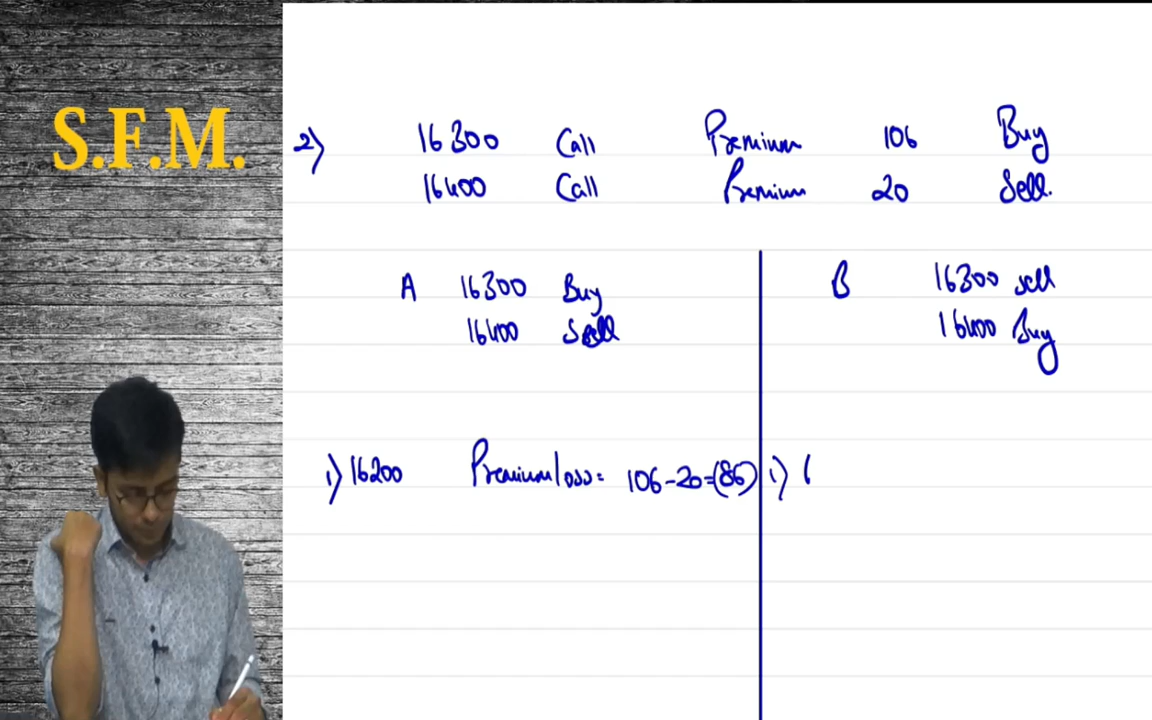 S.F.M.
2) 16300 Call Premium 106 Buy
16400 Call Premium 20 Sell.
A 16300 Buy
16400 Sell
B 16300 sell
16400 Buy
1) 16200 Premium loss = 106-20=(86)
1) (